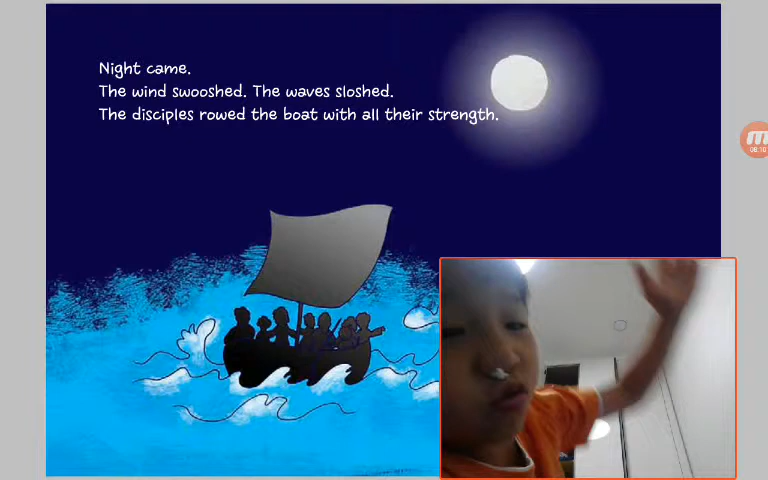 Night came.
The wind swooshed. The waves sloshed.
The disciples rowed the boat with all their strength.